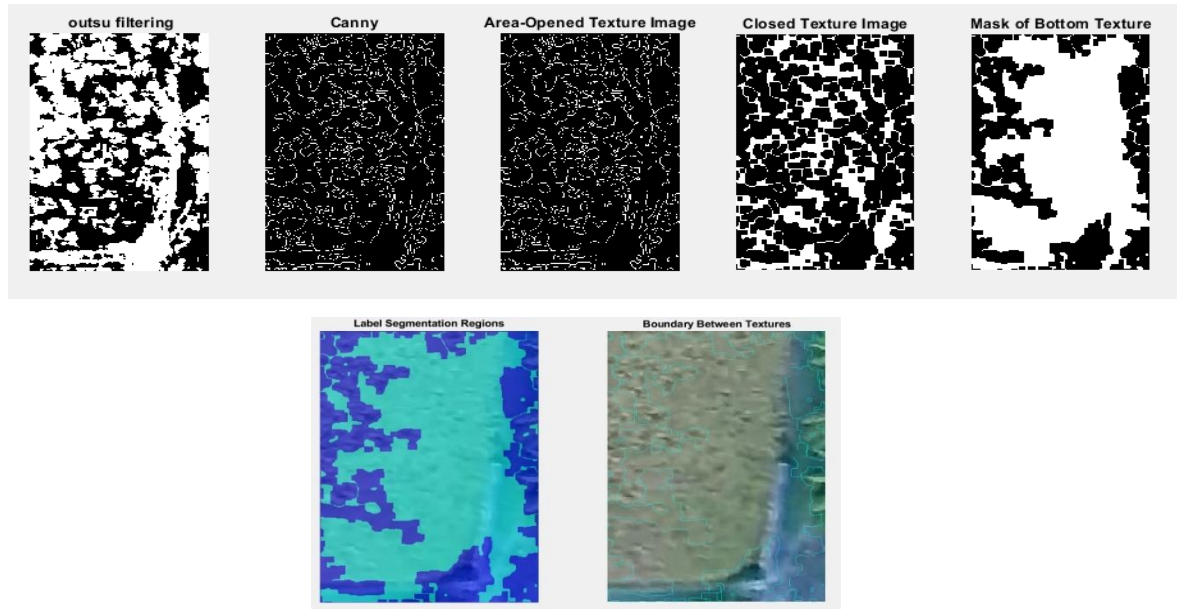 outsu filtering
Canny
Area-Opened Texture Image
Closed Texture Image
Mask of Bottom Texture
Label Segmentation Regions
Boundary Between Textures